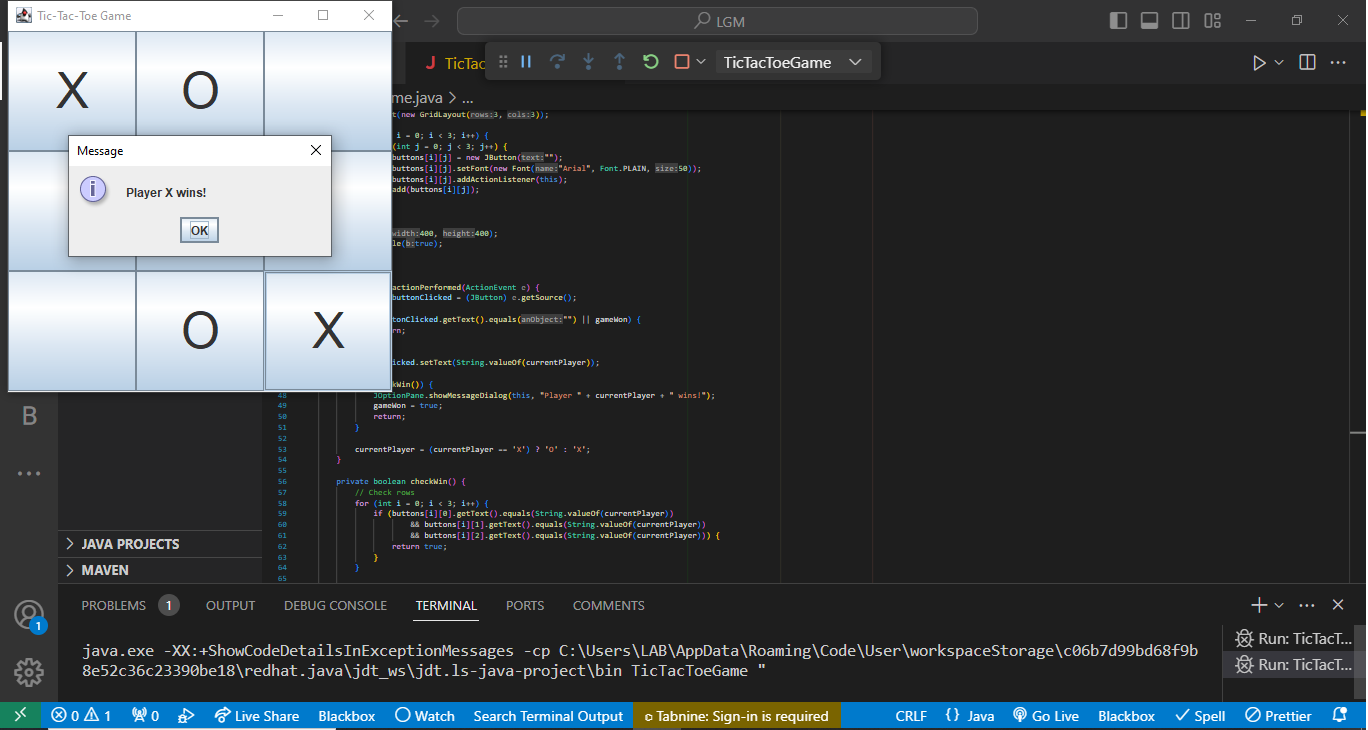 Tic-Tac-Toe Game
LGM
X O
Message
Player X wins!
OK
O X
TicTac
TicTacToeGame
me.java > ...
t(new GridLayout(rows:3, cols:3));
i = 0; i < 3; i++) {
(int j = 0; j < 3; j++) {
buttons[i][j] = new JButton(text:"");
buttons[i][j].setFont(new Font(name:"Arial", Font.PLAIN, size:50));
buttons[i][j].addActionListener(this);
add(buttons[i][j]);
width:400, height:400);
le(b:true);
actionPerformed(ActionEvent e) {
buttonClicked = (JButton) e.getSource();
tonClicked.getText().equals(anObject:"") || gameWon) {
rn;
icked.setText(String.valueOf(currentPlayer));
kWin()) {
48 JOptionPane.showMessageDialog(this, "Player " + currentPlayer + " wins!");
49 gameWon = true;
50 return;
51 }
52
53 currentPlayer = (currentPlayer == 'X') ? 'O' : 'X';
54 }
55
56 private boolean checkWin() {
57 // Check rows
58 for (int i = 0; i < 3; i++) {
59 if (buttons[i][0].getText().equals(String.valueOf(currentPlayer))
60 && buttons[i][1].getText().equals(String.valueOf(currentPlayer))
61 && buttons[i][2].getText().equals(String.valueOf(currentPlayer))) {
62 return true;
63 }
64 }
65
B
JAVA PROJECTS
MAVEN
1
PROBLEMS 1 OUTPUT DEBUG CONSOLE TERMINAL PORTS COMMENTS
java.exe -XX:+ShowCodeDetailsInExceptionMessages -cp C:\Users\LAB\AppData\Roaming\Code\User\workspaceStorage\c06b7d99bd68f9b
8e52c36c23390be18\redhat.java\jdt_ws\jdt.ls-java-project\bin TicTacToeGame "
Run: TicTacT...
Run: TicTacT...
0 1 0 Live Share Blackbox Watch Search Terminal Output Tabnine: Sign-in is required CRLF {} Java Go Live Blackbox Spell Prettier